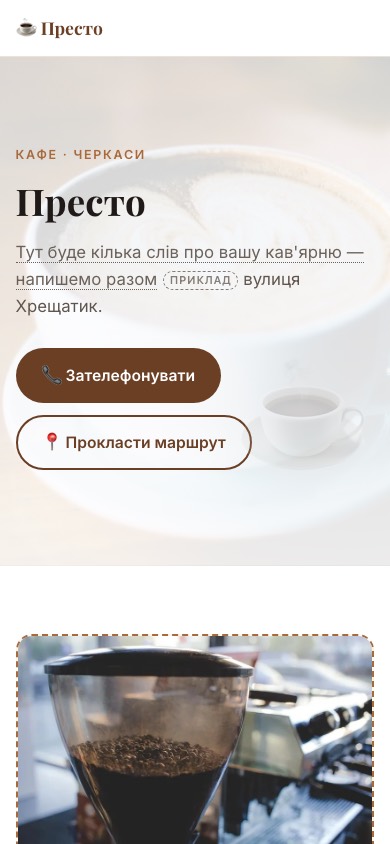 ☕ Престо
КАФЕ · ЧЕРКАСИ
Престо
Тут буде кілька слів про вашу кав'ярню —
напишемо разом ПРИКЛАД вулиця
Хрещатик.
📞 Зателефонувати
📍 Прокласти маршрут